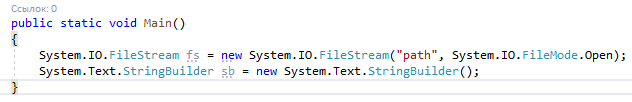 Ссылок: 0
public static void Main()
{
System.IO.FileStream fs = new System.IO.FileStream("path", System.IO.FileMode.Open);
System.Text.StringBuilder sb = new System.Text.StringBuilder();
}